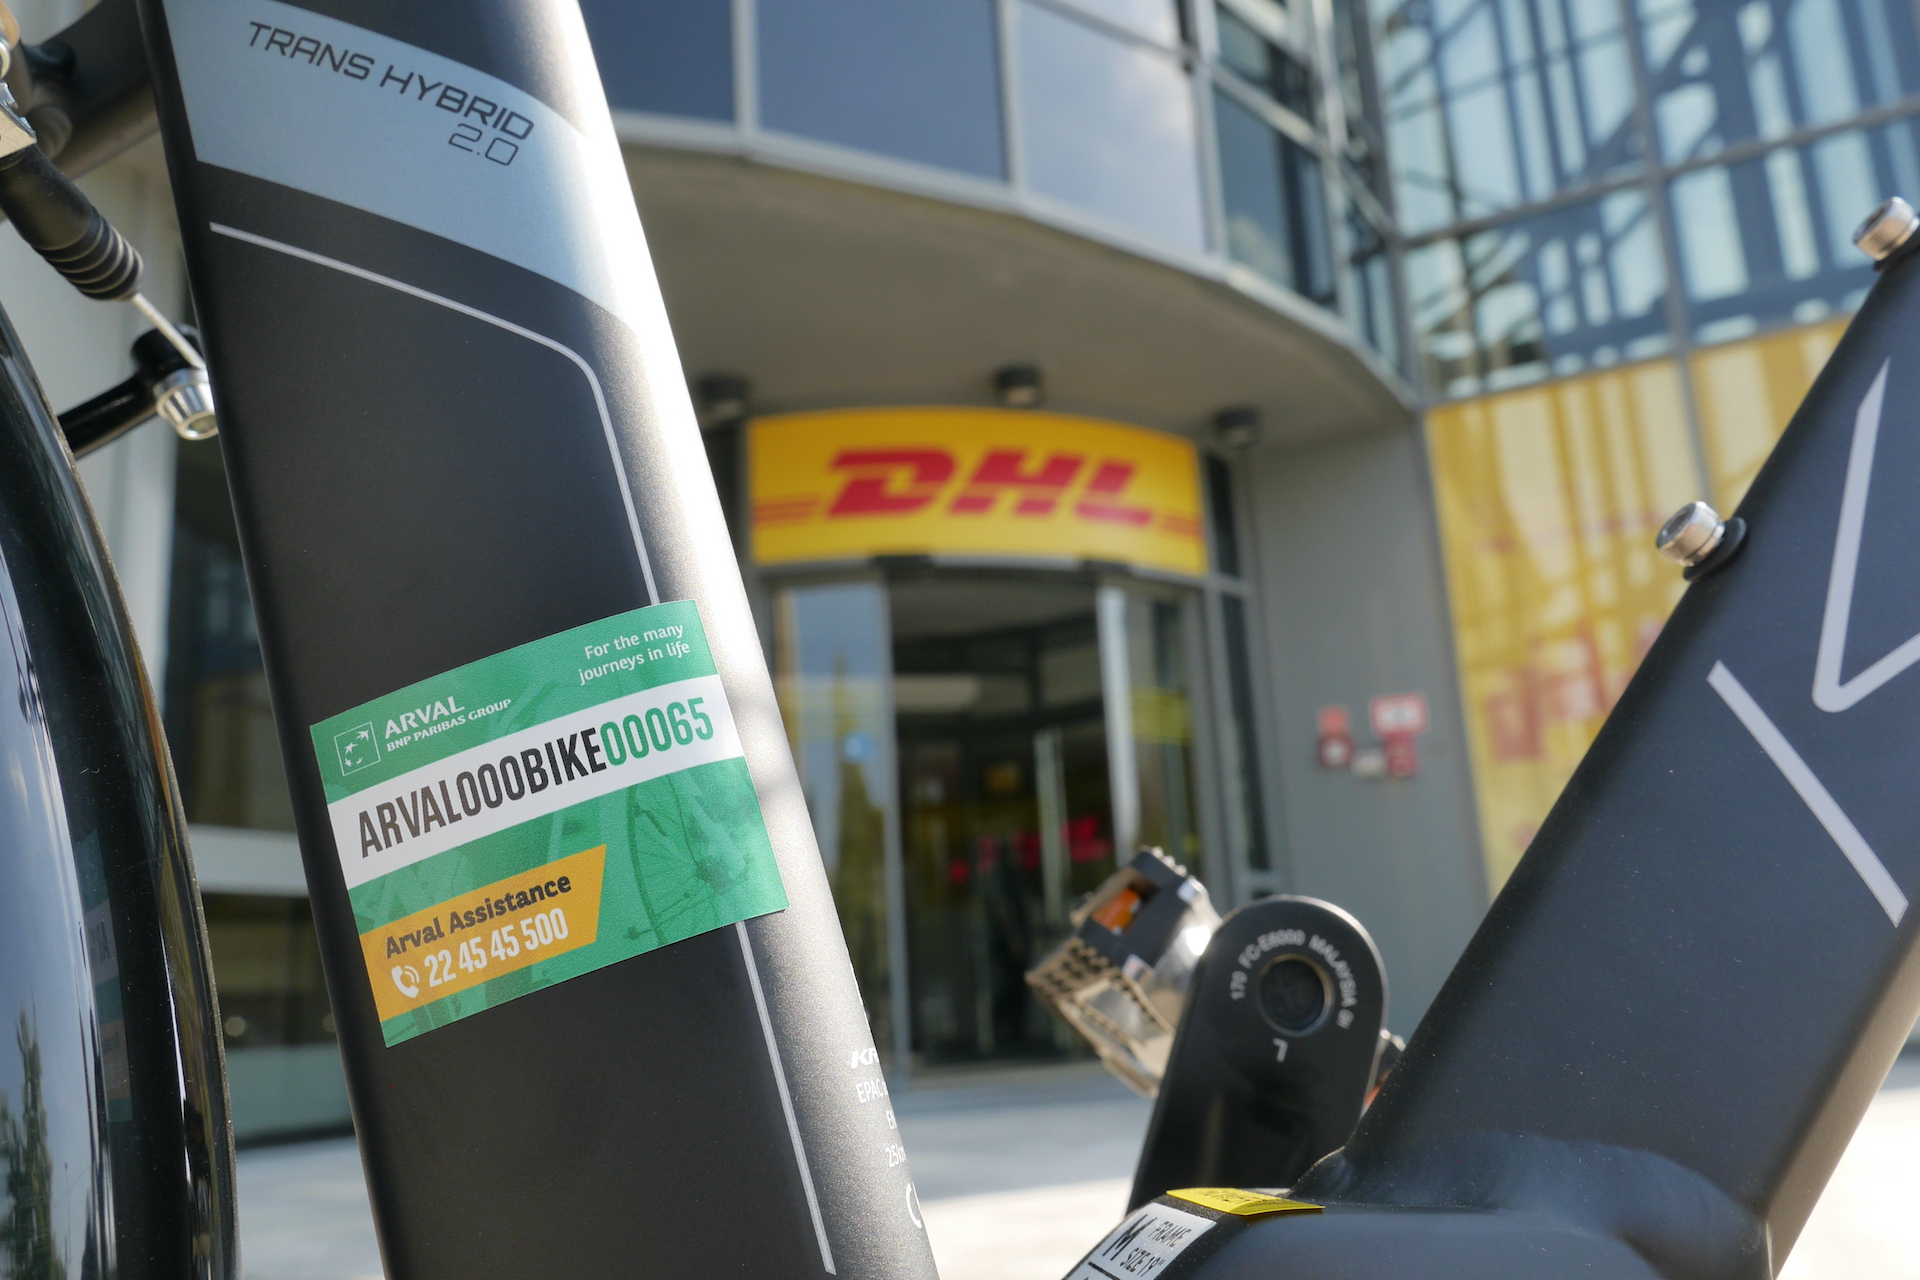 TRANS HYBRID
2.0
DHL
For the many
journeys in life
ARVAL
BNP PARIBAS GROUP
ARVAL000BIKE00065
Arval Assistance
22 45 45 500
170 FC-E8000 MALAYSIA
L
M
FRAME
SIZE 19"